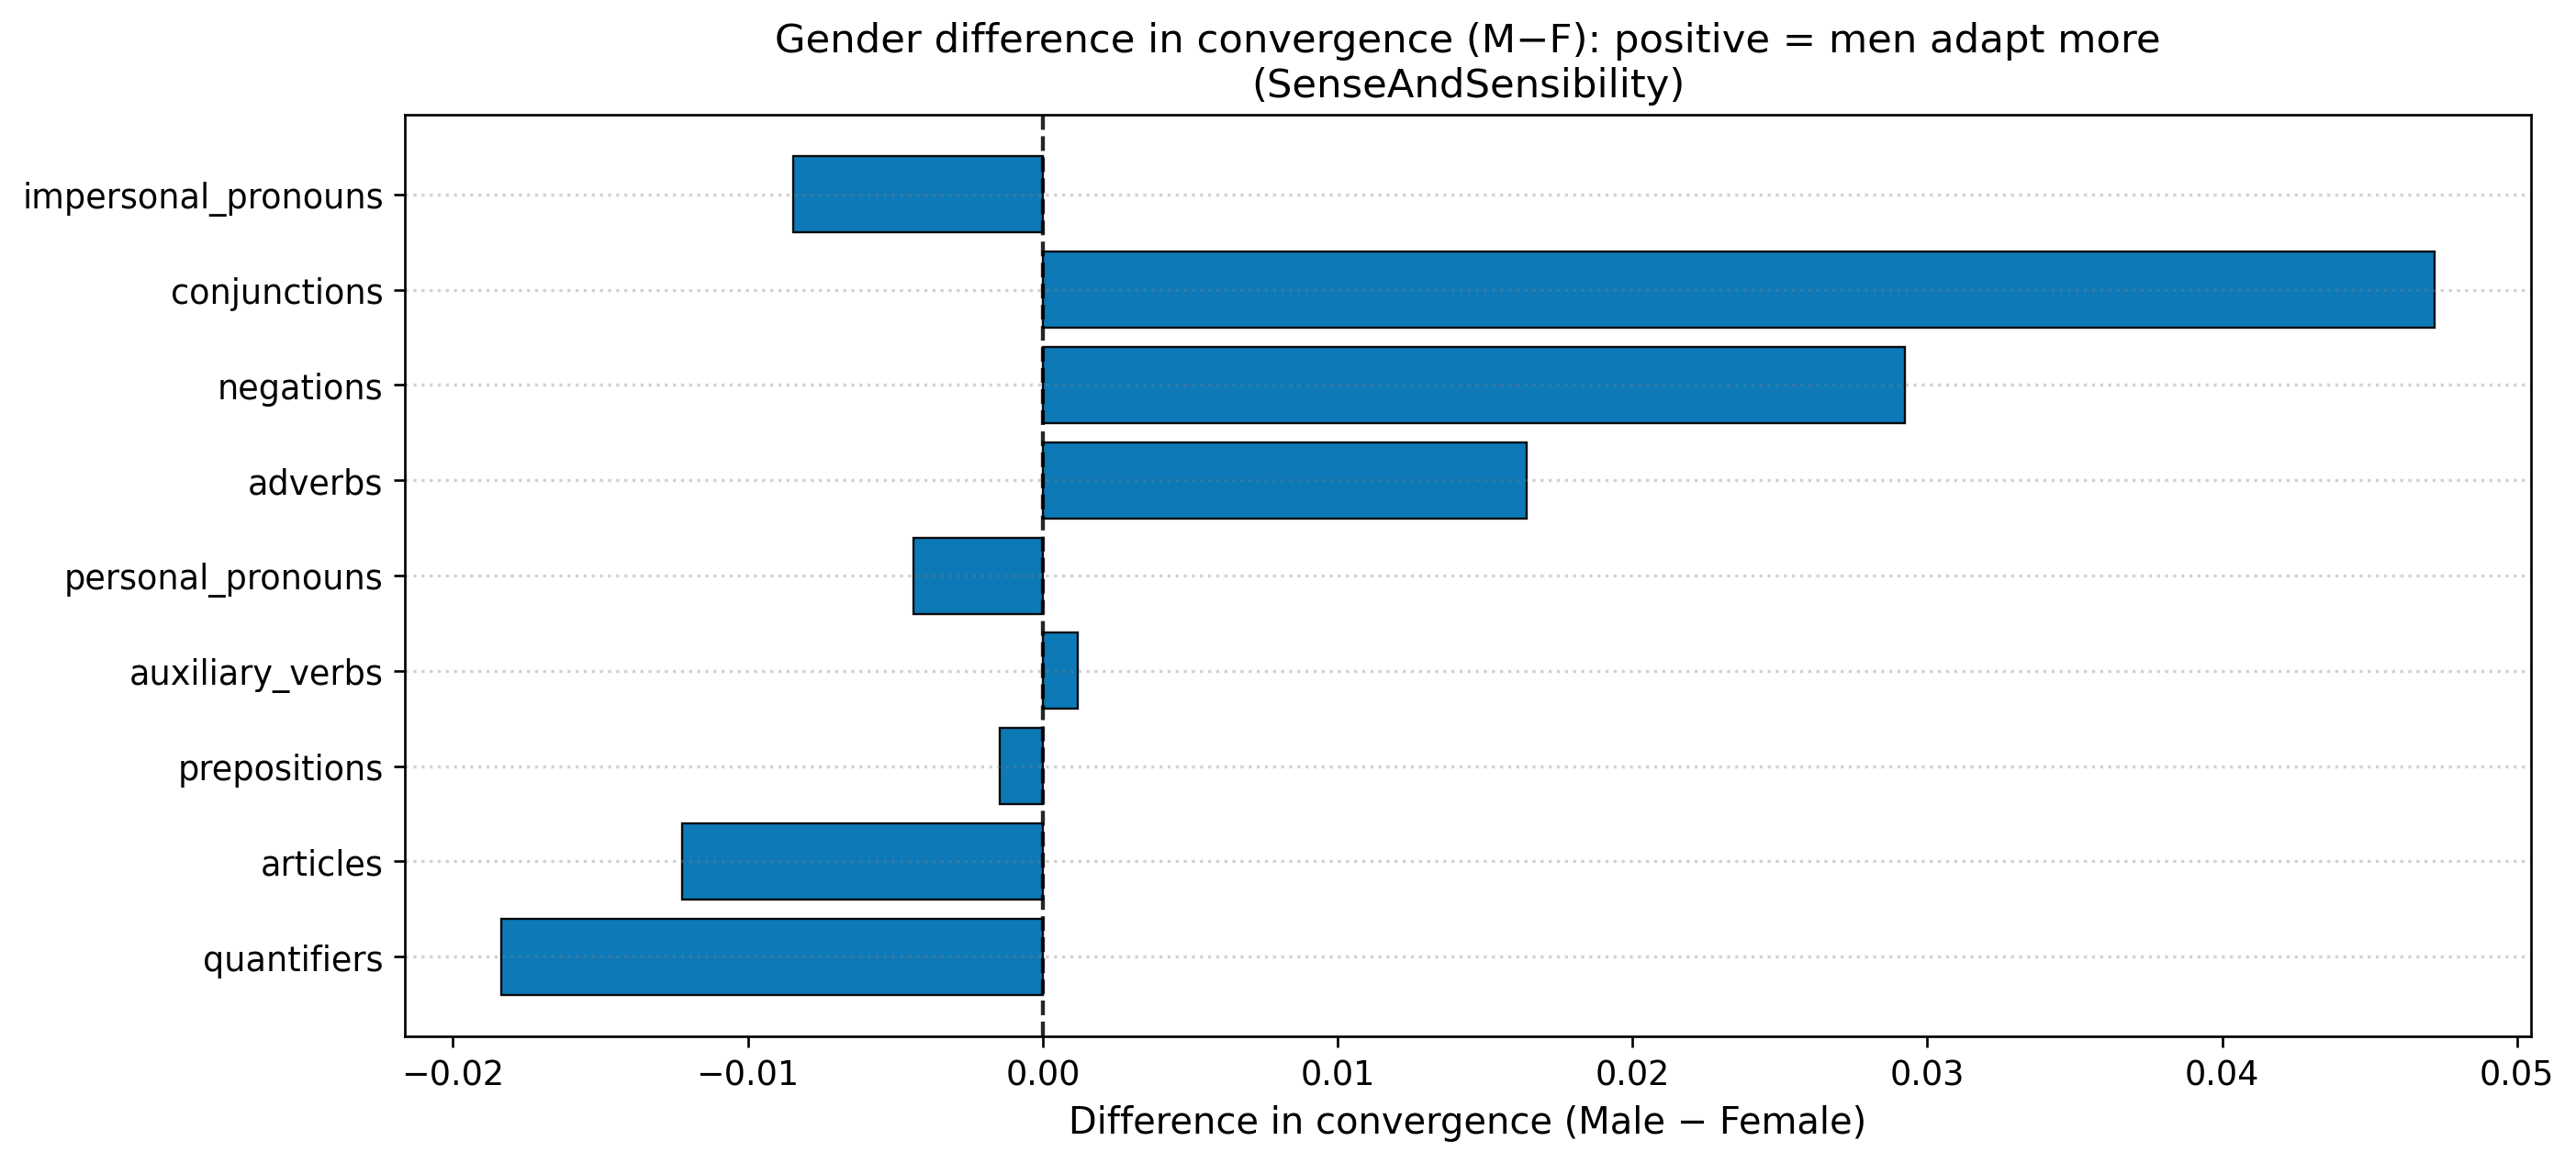 Gender difference in convergence (M−F): positive = men adapt more
(SenseAndSensibility)
impersonal_pronouns
conjunctions
negations
adverbs
personal_pronouns
auxiliary_verbs
prepositions
articles
quantifiers
−0.02 −0.01 0.00 0.01 0.02 0.03 0.04 0.05
Difference in convergence (Male − Female)